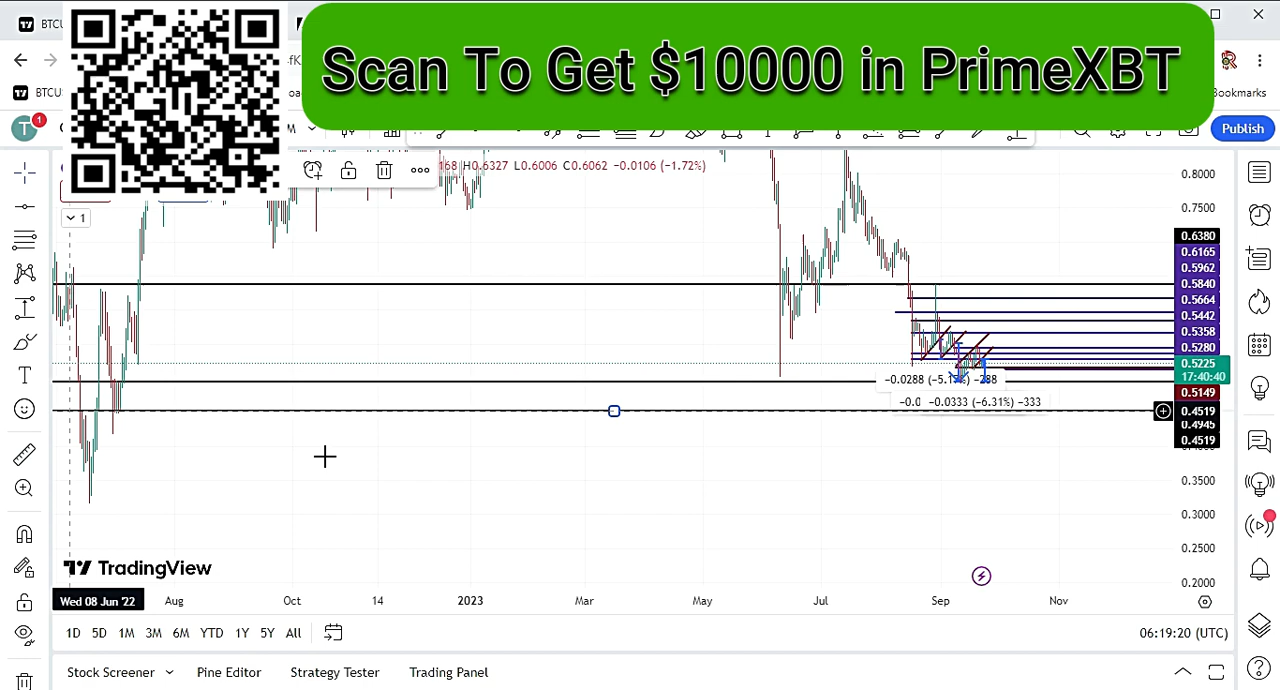 BTCU
Scan To Get $10000 in PrimeXBT
BTCUS
Bookmarks
T
1
M
Publish
168 H0.6327 L0.6006 C0.6062 −0.0106 (−1.72%)
1
0.8000
0.7500
0.6380
0.6165
0.5962
0.5840
0.5664
0.5442
0.5358
0.5280
0.5225
17:40:40
0.5149
0.4519
0.4945
0.4519
0.3500
0.3000
0.2500
0.2000
−0.0333 (−6.31%) −333
TradingView
Wed 08 Jun '22
Aug
Oct
14
2023
Mar
May
Jul
Sep
Nov
1D 5D 1M 3M 6M YTD 1Y 5Y All
06:19:20 (UTC)
Stock Screener
Pine Editor
Strategy Tester
Trading Panel